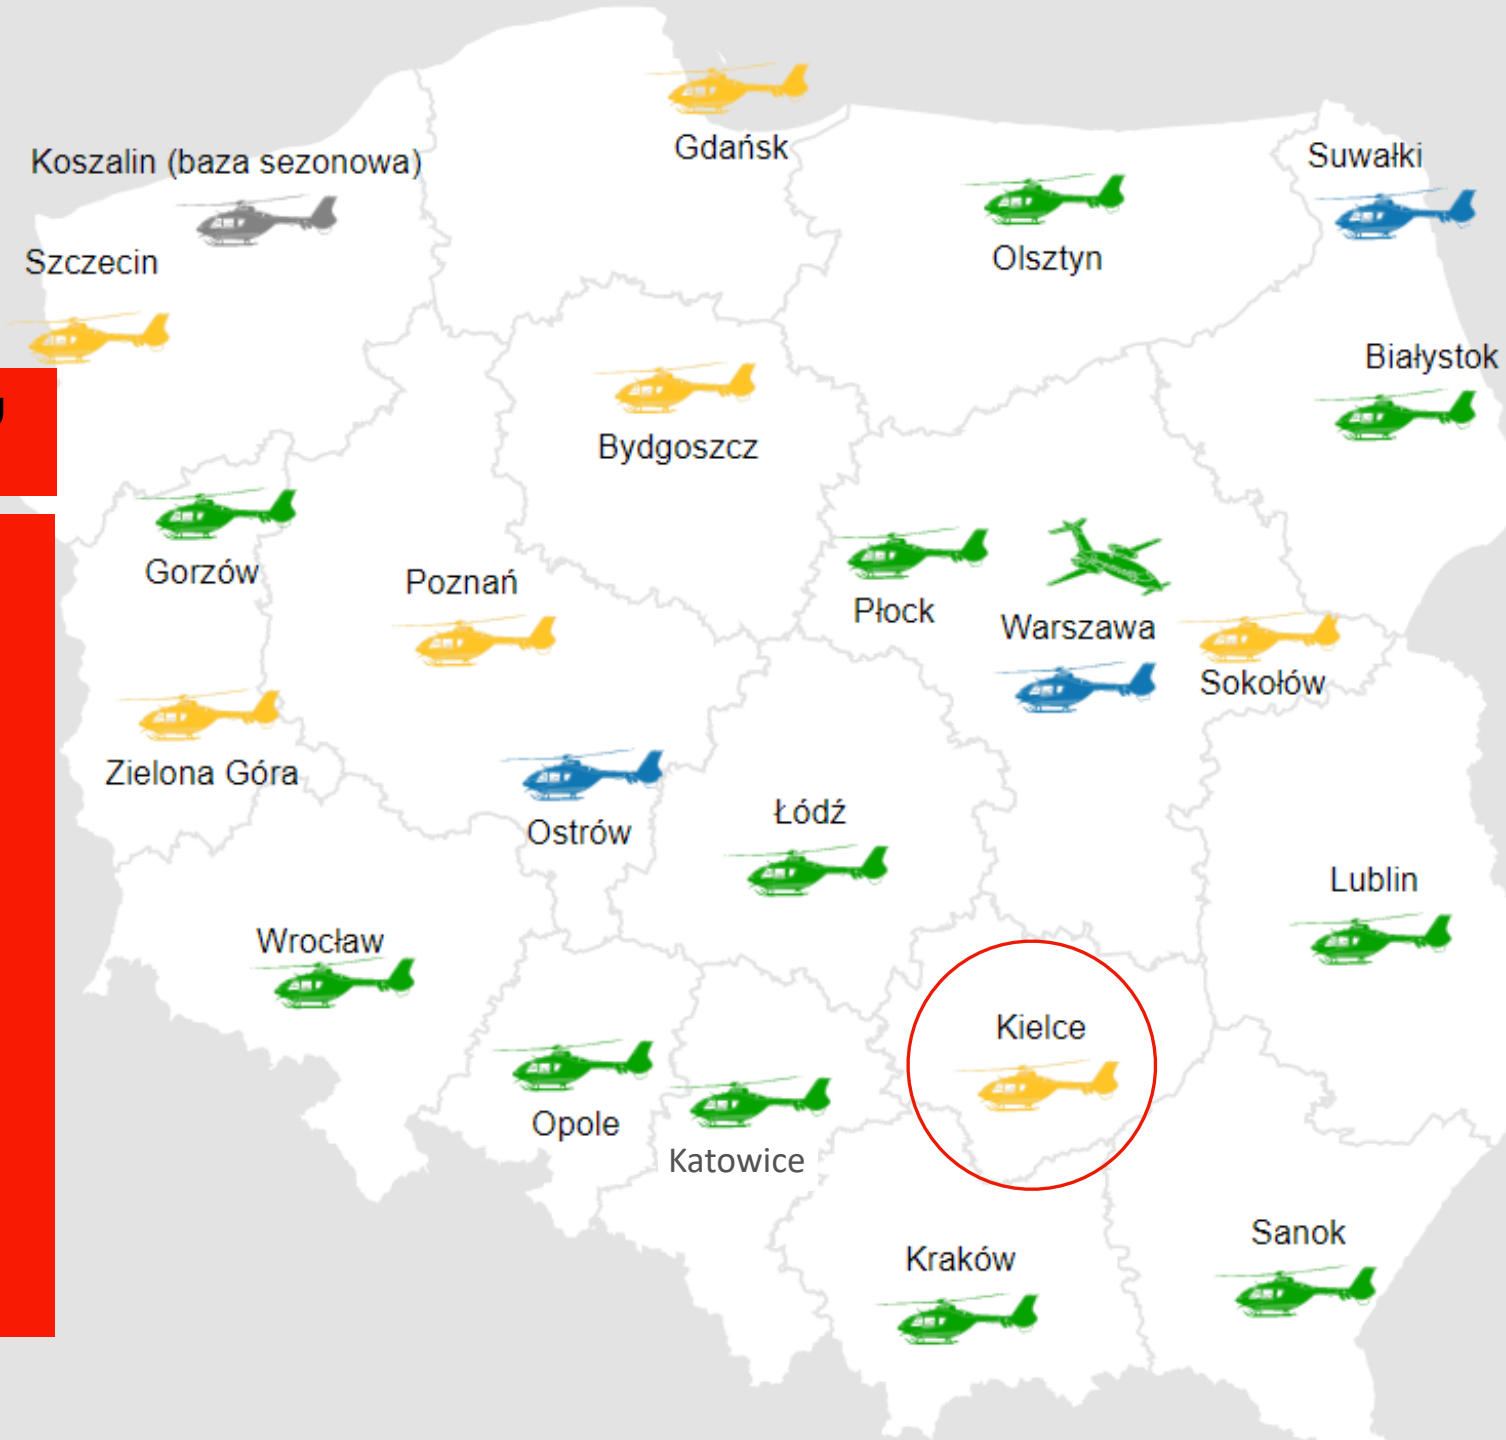 Gdańsk
Koszalin (baza sezonowa)
Suwałki
Szczecin
Olsztyn
Białystok
Bydgoszcz
Gorzów
Poznań
Płock
Warszawa
Sokołów
Zielona Góra
Łódź
Ostrów
Lublin
Wrocław
Kielce
Opole
Katowice
Sanok
Kraków